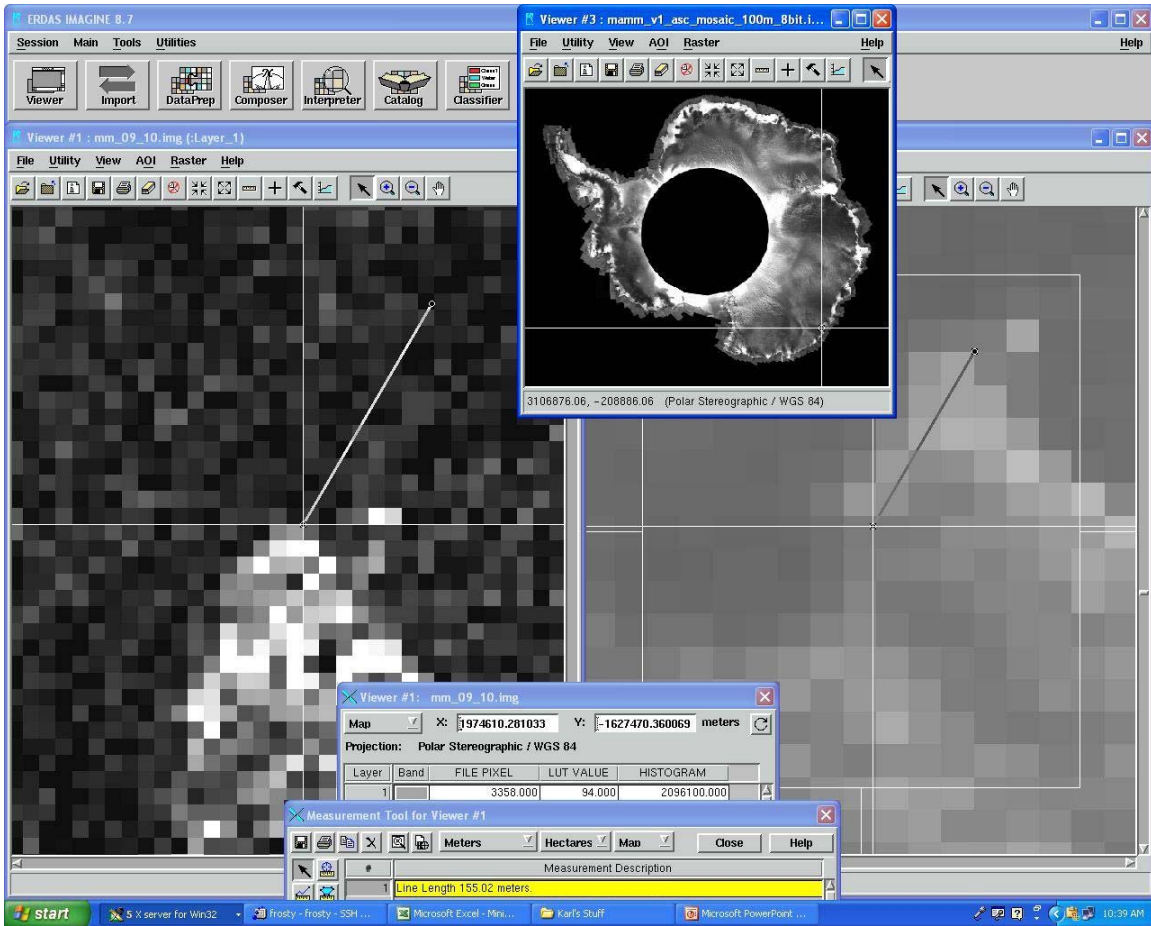 ERDAS IMAGINE 8.7
Session Main Tools Utilities
Help
Viewer Import DataPrep Composer Interpreter Catalog Classifier
Viewer #3 : mamm_v1_asc_mosaic_100m_8bit.i...
File Utility View AOI Raster Help
3106876.06, -208886.06 (Polar Stereographic / WGS 84)
Viewer #1 : mm_09_10.img (:Layer_1)
File Utility View AOI Raster Help
Viewer #1: mm_09_10.img
Map X: 1974610.281033 Y: -1627470.360069 meters
Projection: Polar Stereographic / WGS 84
Layer Band FILE PIXEL LUT VALUE HISTOGRAM
1 3358.000 94.000 2096100.000
Measurement Tool for Viewer #1
Meters Hectares Map Close Help
# Measurement Description
1 Line Length 155.02 meters.
start 5 X server for Win32 frosty - frosty - SSH ... Microsoft Excel - Mini... Karl's Stuff Microsoft PowerPoint ... 10:39 AM